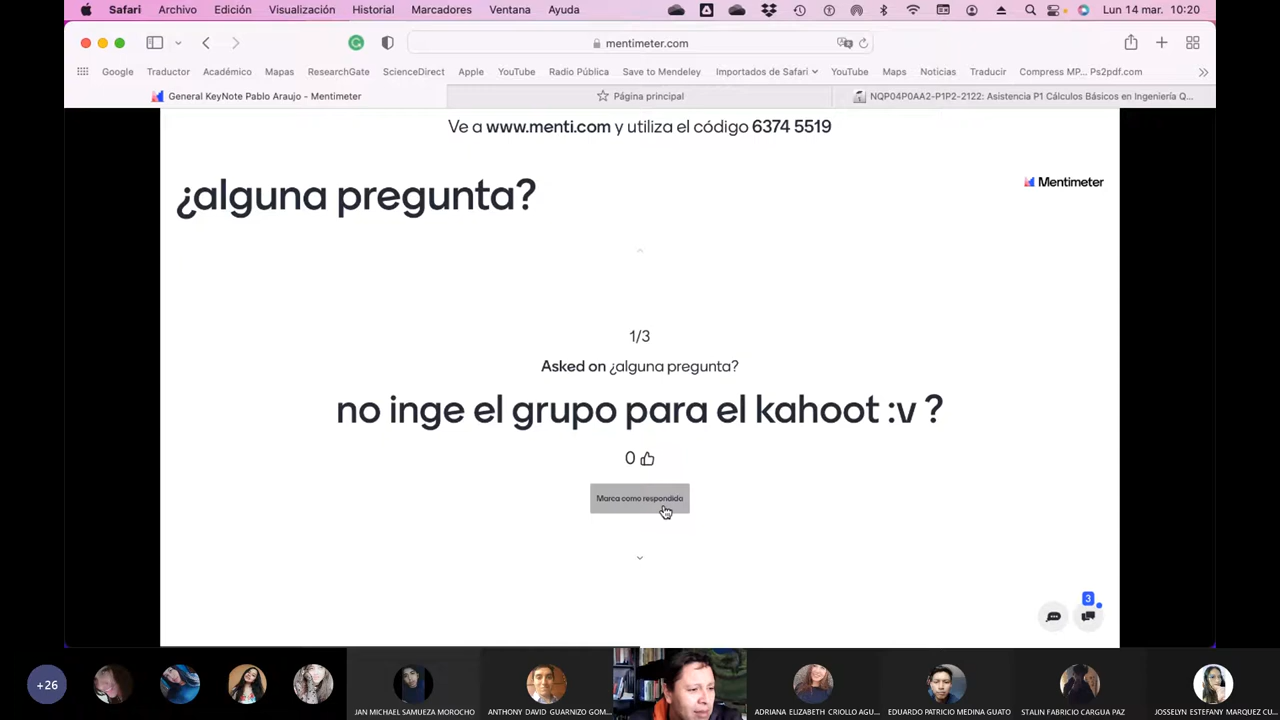 Safari Archivo Edición Visualización Historial Marcadores Ventana Ayuda Lun 14 mar. 10:20
mentimeter.com
Google Traductor Académico Mapas ResearchGate ScienceDirect Apple YouTube Radio Pública Save to Mendeley Importados de Safari YouTube Maps Noticias Traducir Compress MP... Ps2pdf.com
General KeyNote Pablo Araujo - Mentimeter Página principal NQP04P0AA2-P1P2-2122: Asistencia P1 Cálculos Básicos en Ingeniería Q...
Ve a www.menti.com y utiliza el código 6374 5519
¿alguna pregunta?
Mentimeter
1/3
Asked on ¿alguna pregunta?
no inge el grupo para el kahoot :v ?
0
Marca como respondida
3
+26
JAN MICHAEL SAMUEZA MOROCHO ANTHONY DAVID GUARNIZO GOM... ADRIANA ELIZABETH CRIOLLO AGU... EDUARDO PATRICIO MEDINA GUATO STALIN FABRICIO CARGUA PAZ JOSSELYN ESTEFANY MARQUEZ CU...